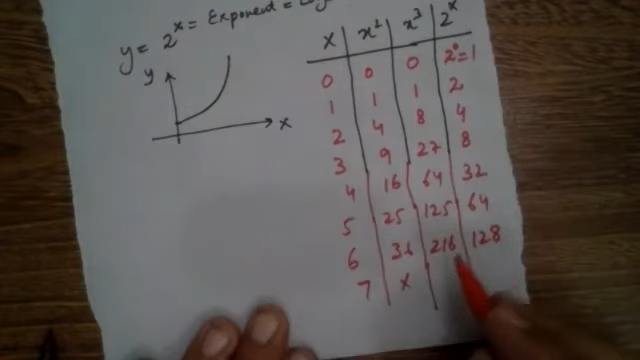 y = 2^x = Exponent =
y
x
x | x² | x³ | 2^x
0 | 0 | 0 | 2⁰=1
1 | 1 | 1 | 2
2 | 4 | 8 | 4
3 | 9 | 27 | 8
4 | 16 | 64 | 32
5 | 25 | 125 | 64
6 | 36 | 216 | 128
7 | x